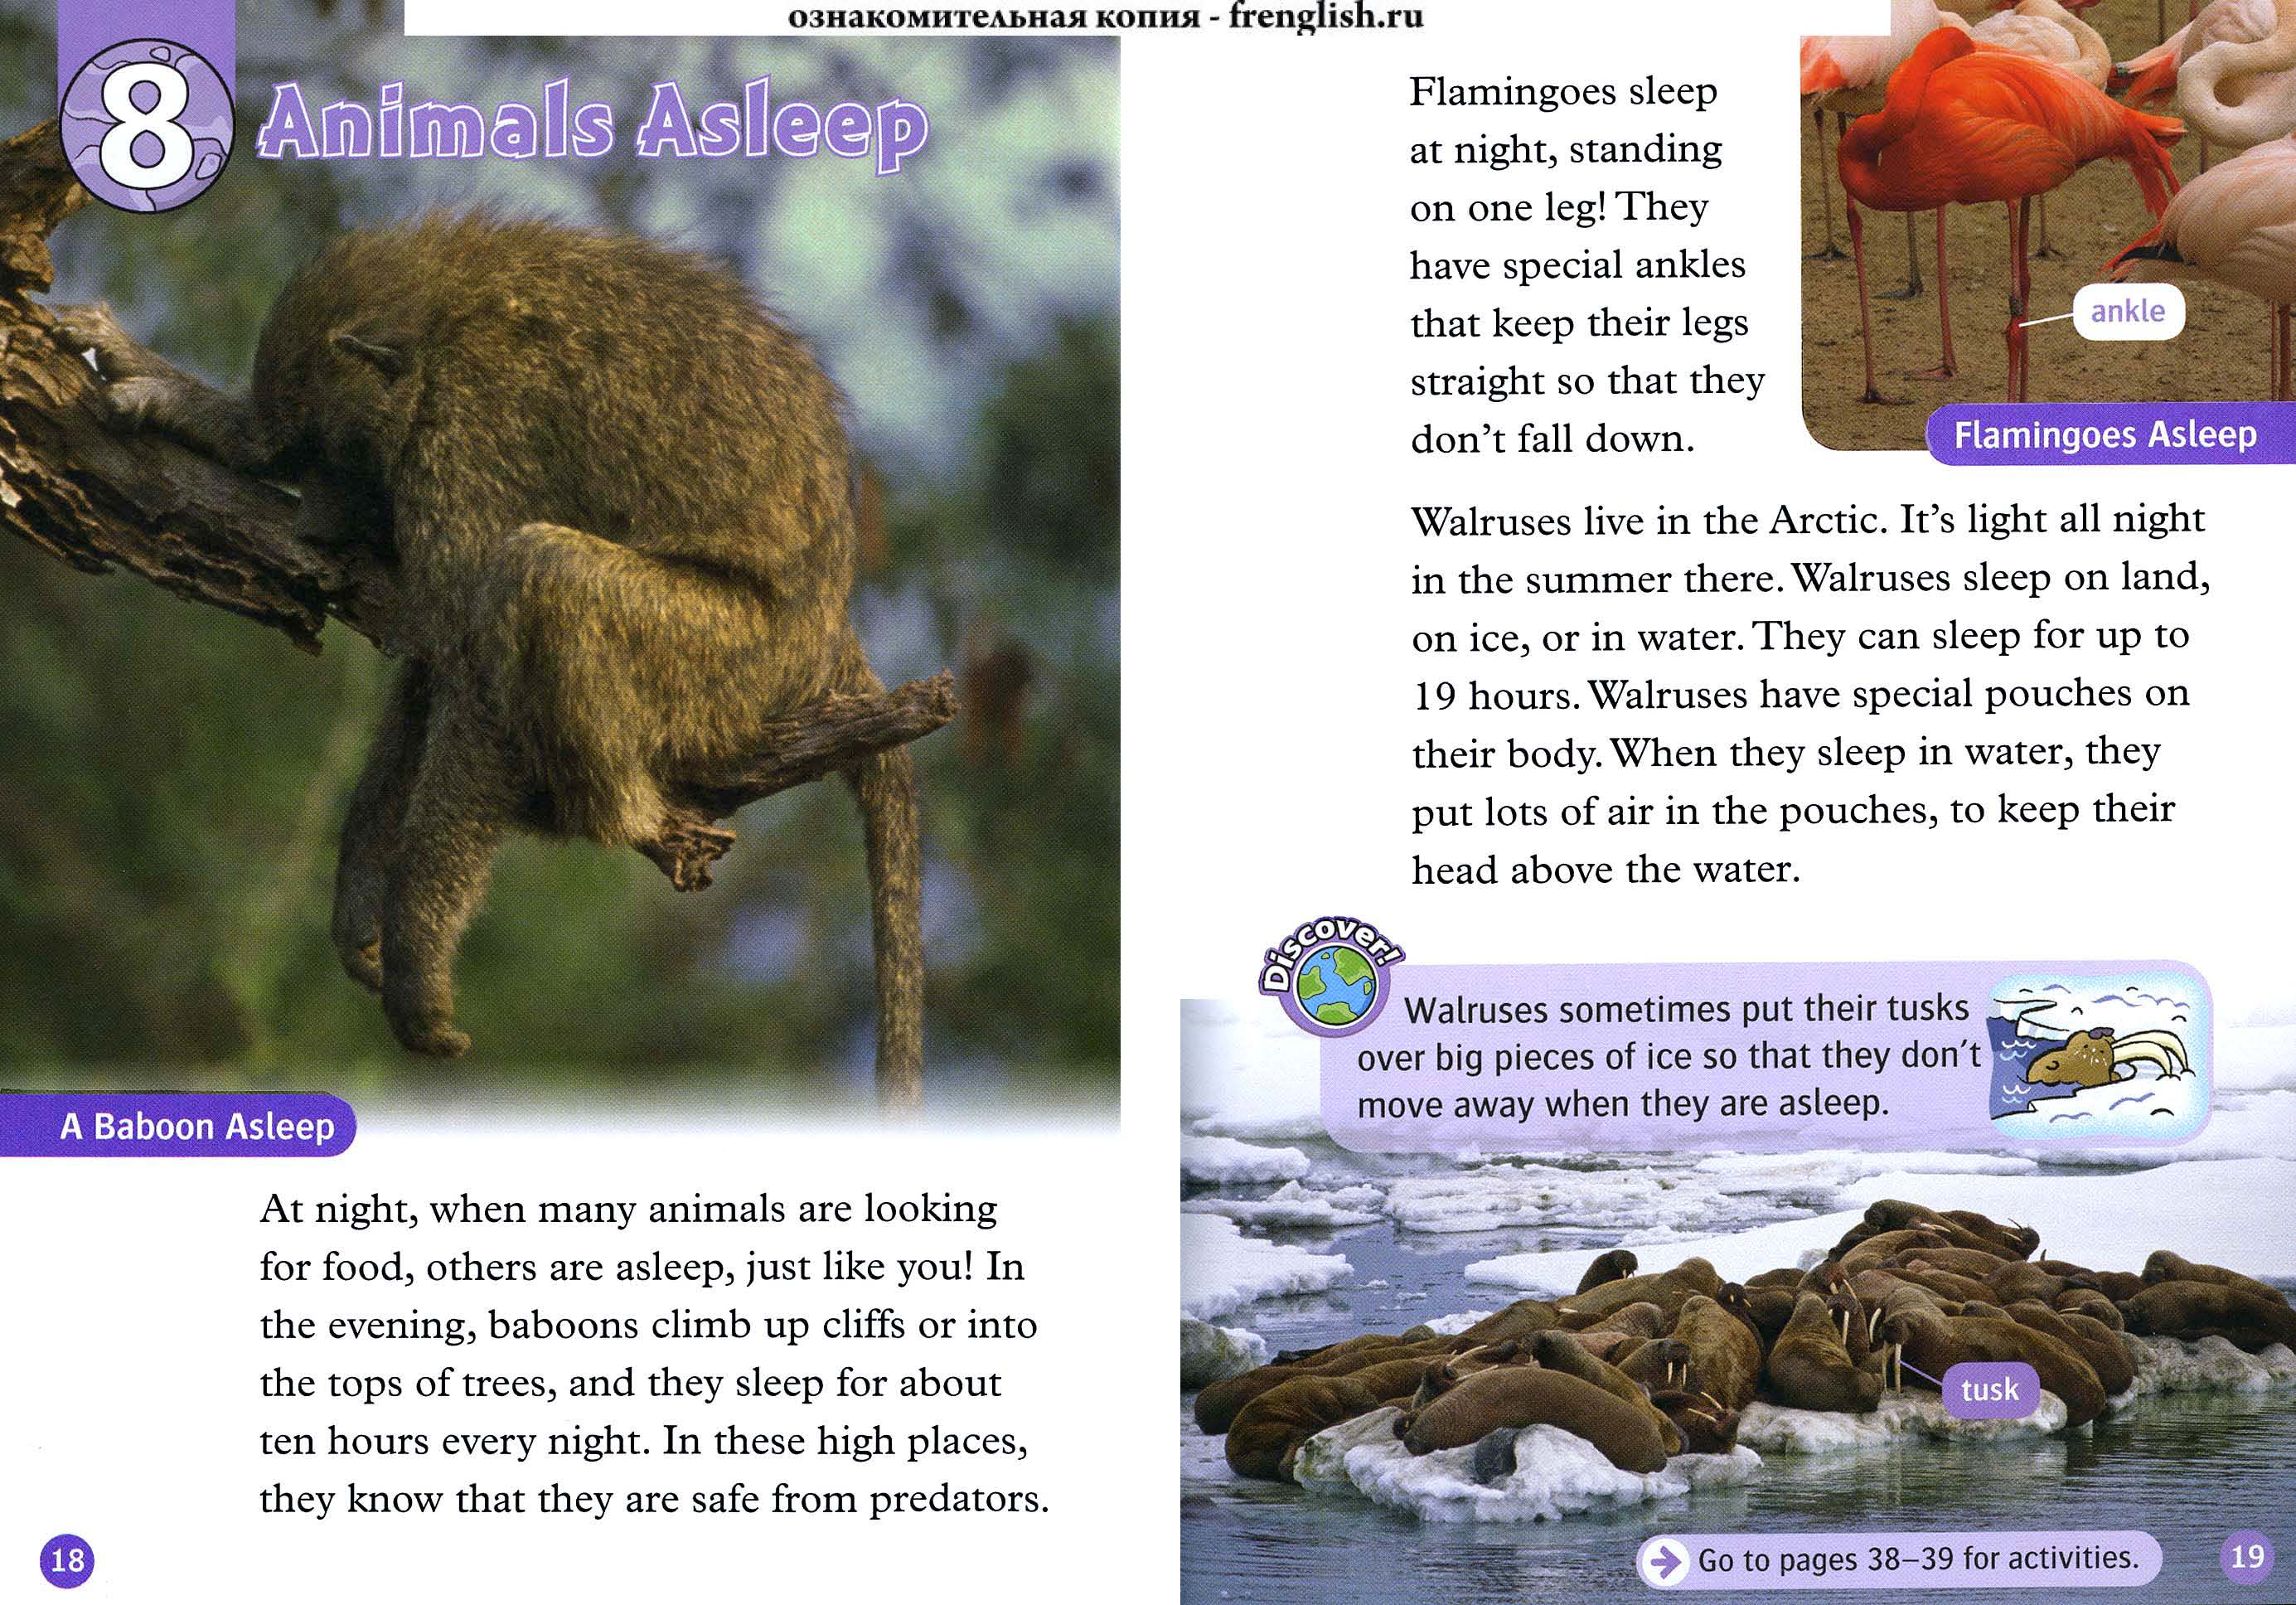 ознакомительная копия - frenglish.ru
8
Animals Asleep
A Baboon Asleep
At night, when many animals are looking
for food, others are asleep, just like you! In
the evening, baboons climb up cliffs or into
the tops of trees, and they sleep for about
ten hours every night. In these high places,
they know that they are safe from predators.
18
Flamingoes sleep
at night, standing
on one leg! They
have special ankles
that keep their legs
straight so that they
don't fall down.
ankle
Flamingoes Asleep
Walruses live in the Arctic. It's light all night
in the summer there. Walruses sleep on land,
on ice, or in water. They can sleep for up to
19 hours. Walruses have special pouches on
their body. When they sleep in water, they
put lots of air in the pouches, to keep their
head above the water.
Discover!
Walruses sometimes put their tusks
over big pieces of ice so that they don't
move away when they are asleep.
tusk
Go to pages 38–39 for activities.
19